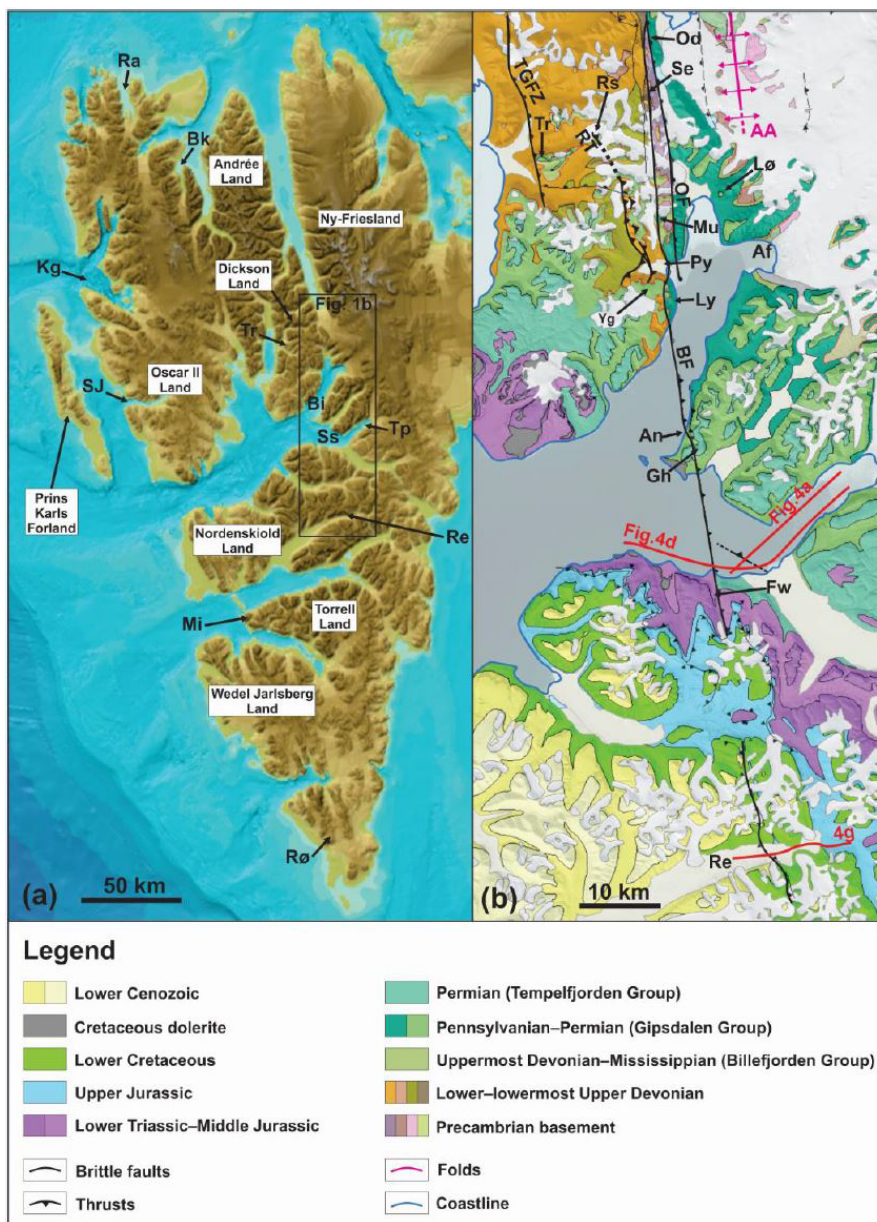 Ra
Bk
Andrée
Land
Ny-Friesland
Kg
Dickson
Land
Fig. 1b
Tr
Oscar II
Land
SJ
Bi
Ss
Tp
Prins
Karls
Forland
Nordenskiold
Land
Re
Torrell
Land
Mi
Wedel Jarlsberg
Land
Rø
(a)
50 km
Od
Se
TGFZ
Rs
Tr
RT
AA
Lø
OF
Mu
Af
Py
Yg
Ly
BF
An
Gh
Fig.4a
Fig.4d
Fw
4g
Re
(b)
10 km
Legend
Lower Cenozoic
Cretaceous dolerite
Lower Cretaceous
Upper Jurassic
Lower Triassic–Middle Jurassic
Brittle faults
Thrusts
Permian (Tempelfjorden Group)
Pennsylvanian–Permian (Gipsdalen Group)
Uppermost Devonian–Mississippian (Billefjorden Group)
Lower–lowermost Upper Devonian
Precambrian basement
Folds
Coastline